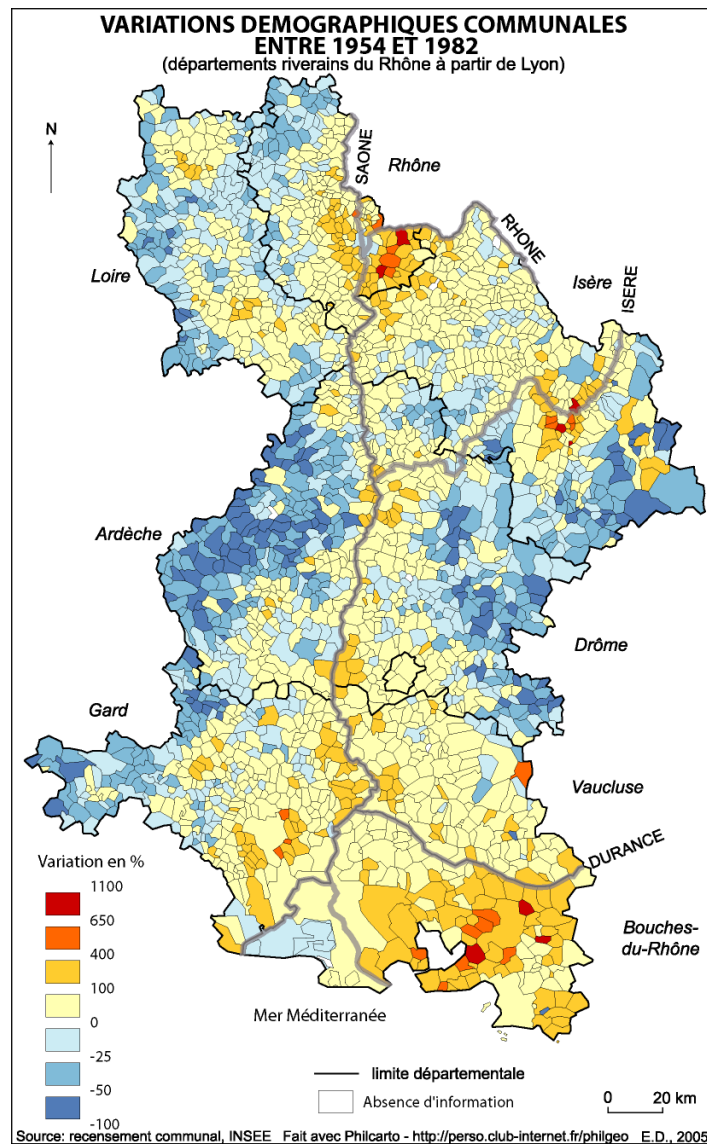 VARIATIONS DEMOGRAPHIQUES COMMUNALES
ENTRE 1954 ET 1982
(départements riverains du Rhône à partir de Lyon)
N
SAONE
Rhône
RHONE
Loire
Isère
ISERE
Ardèche
Drôme
Gard
Vaucluse
DURANCE
Bouches-
du-Rhône
Mer Méditerranée
Variation en %
1100
650
400
100
0
-25
-50
-100
limite départementale
Absence d'information
0 20 km
Source: recensement communal, INSEE Fait avec Philcarto - http://perso.club-internet.fr/philgeo E.D., 2005